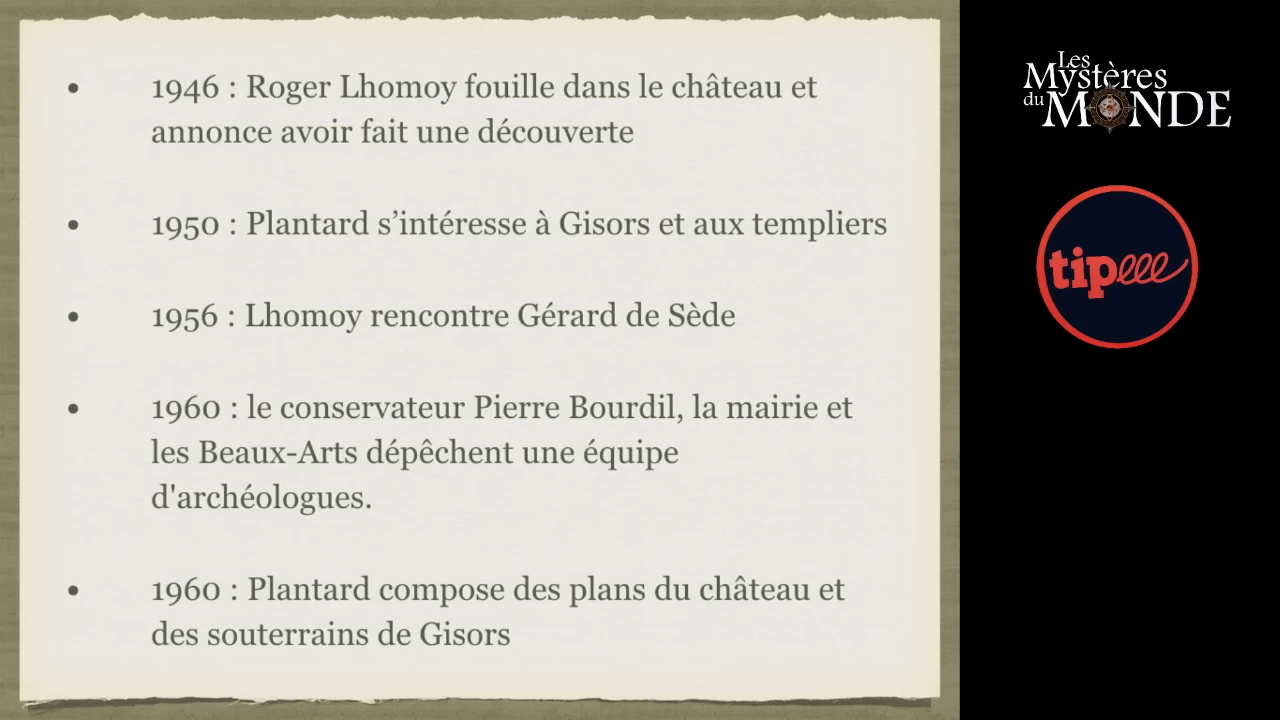 • 1946 : Roger Lhomoy fouille dans le château et
annonce avoir fait une découverte
• 1950 : Plantard s’intéresse à Gisors et aux templiers
• 1956 : Lhomoy rencontre Gérard de Sède
• 1960 : le conservateur Pierre Bourdil, la mairie et
les Beaux-Arts dépêchent une équipe
d'archéologues.
• 1960 : Plantard compose des plans du château et
des souterrains de Gisors
Les
Mystères
du MONDE
tipeee